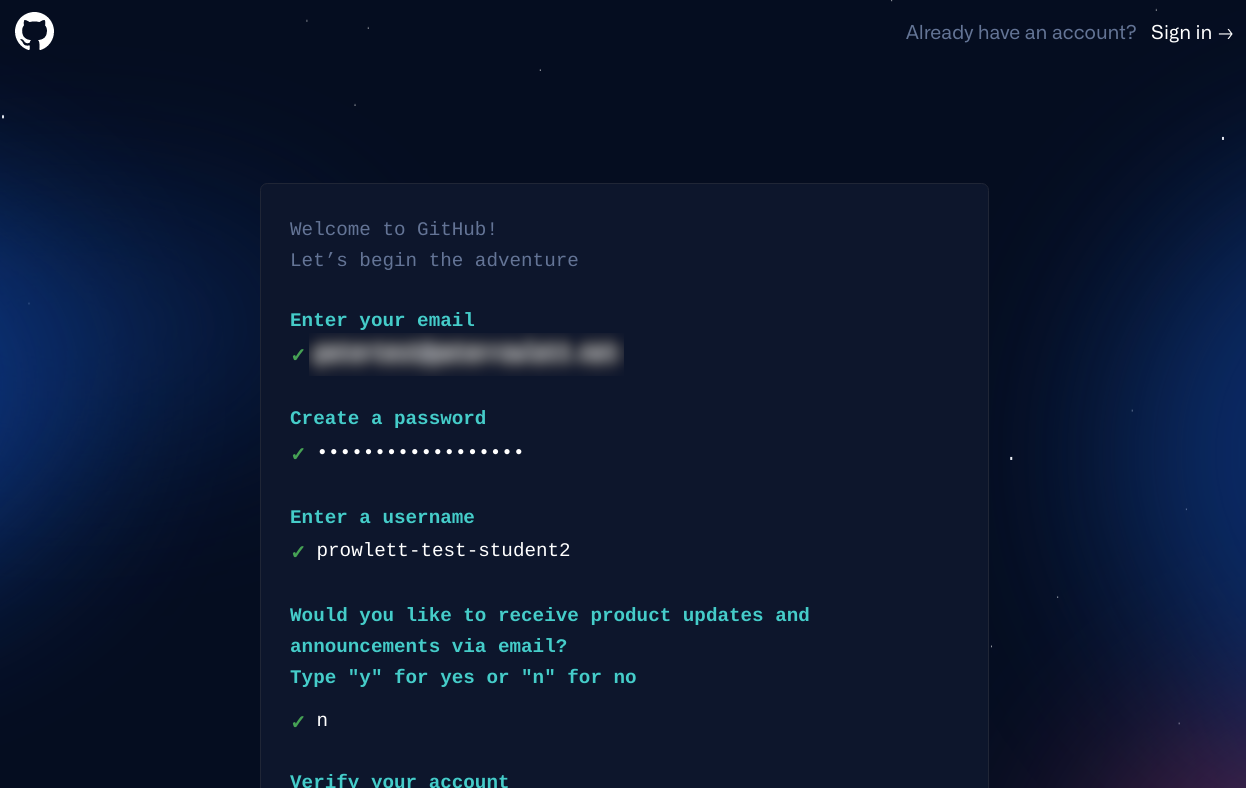 Already have an account? Sign in →
Welcome to GitHub!
Let’s begin the adventure
Enter your email
✓
Create a password
✓ ••••••••••••••••••
Enter a username
✓ prowlett-test-student2
Would you like to receive product updates and
announcements via email?
Type "y" for yes or "n" for no
✓ n
Verify your account